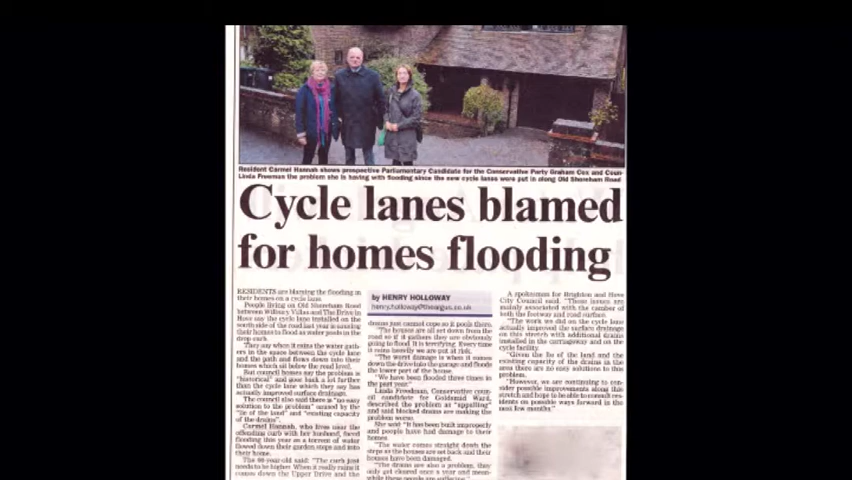 Resident Carmel Hannah shows prospective Parliamentary Candidate for the Conservative Party Graham Cox and Coun
Linda Freeman the problem she is having with flooding since the new cycle lanes were put in along Old Shoreham Road
Cycle lanes blamed
for homes flooding
RESIDENTS are blaming the flooding in
their homes on a cycle lane.
People living on Old Shoreham Road
between Wilbury Villas and The Drive in
Hove say the cycle lane installed on the
north side of the road last year is causing
their homes to flood as water pools in the
drop curb.
They say when it rains the water gath-
ers in the space between the cycle lane
and the path and flows down into their
homes which sit below the road level.
But council bosses say the problem is
"historical" and goes back a lot further
than the cycle lane which they say has
actually improved surface drainage.
The council also said there is "no easy
solution to the problem" caused by the
"lie of the land" and "existing capacity
of the drains".
Carmel Hannah, who lives near the
offending curb with her husband, faced
flooding this year as a torrent of water
flowed down their garden steps and into
their home.
The 66-year-old said: "The curb just
needs to be higher. When it really rains it
comes down the Upper Drive and the
by HENRY HOLLOWAY
henry.holloway@theargus.co.uk
drains just cannot cope so it pools there.
"The houses are all set down from the
road so if it gathers they are obviously
going to flood. It is terrifying. Every time
it rains heavily we are put at risk.
"The worst damage is when it comes
down the drive into the garage and floods
the lower part of the house.
"We have been flooded three times in
the past year."
Linda Freeman, Conservative coun-
cil candidate for Goldsmid Ward,
described the problem as "appalling"
and said blocked drains are making the
problem worse.
She said: "It has been built improperly
and people have had damage to their
homes.
"The water comes straight down the
steps as the houses are set back and their
houses have been damaged.
"The drains are also a problem, they
only get cleared once a year and mean-
while these people are suffering."
A spokesman for Brighton and Hove
City Council said: "These issues are
mainly associated with the camber of
both the footway and road surface.
"The work we did on the cycle lane
actually improved the surface drainage
on this stretch with additional drains
installed in the carriageway and on the
cycle facility.
"Given the lie of the land and the
existing capacity of the drains in the
area there are no easy solutions to this
problem.
"However, we are continuing to con-
sider possible improvements along this
stretch and hope to be able to consult res-
idents on possible ways forward in the
next few months."